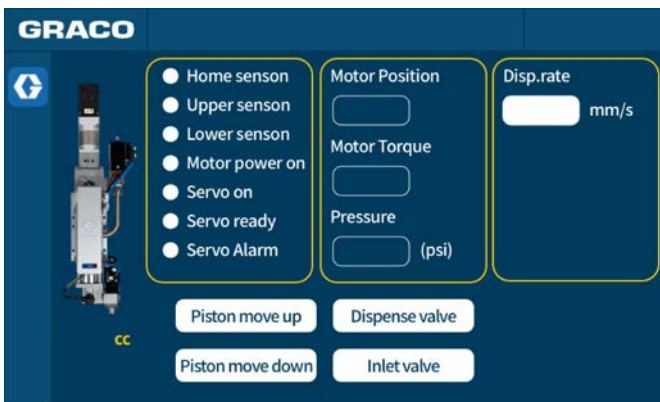 GRACO
Home senson
Upper senson
Lower senson
Motor power on
Servo on
Servo ready
Servo Alarm
Motor Position
Motor Torque
Pressure
(psi)
Disp.rate
mm/s
CC
Piston move up
Dispense valve
Piston move down
Inlet valve